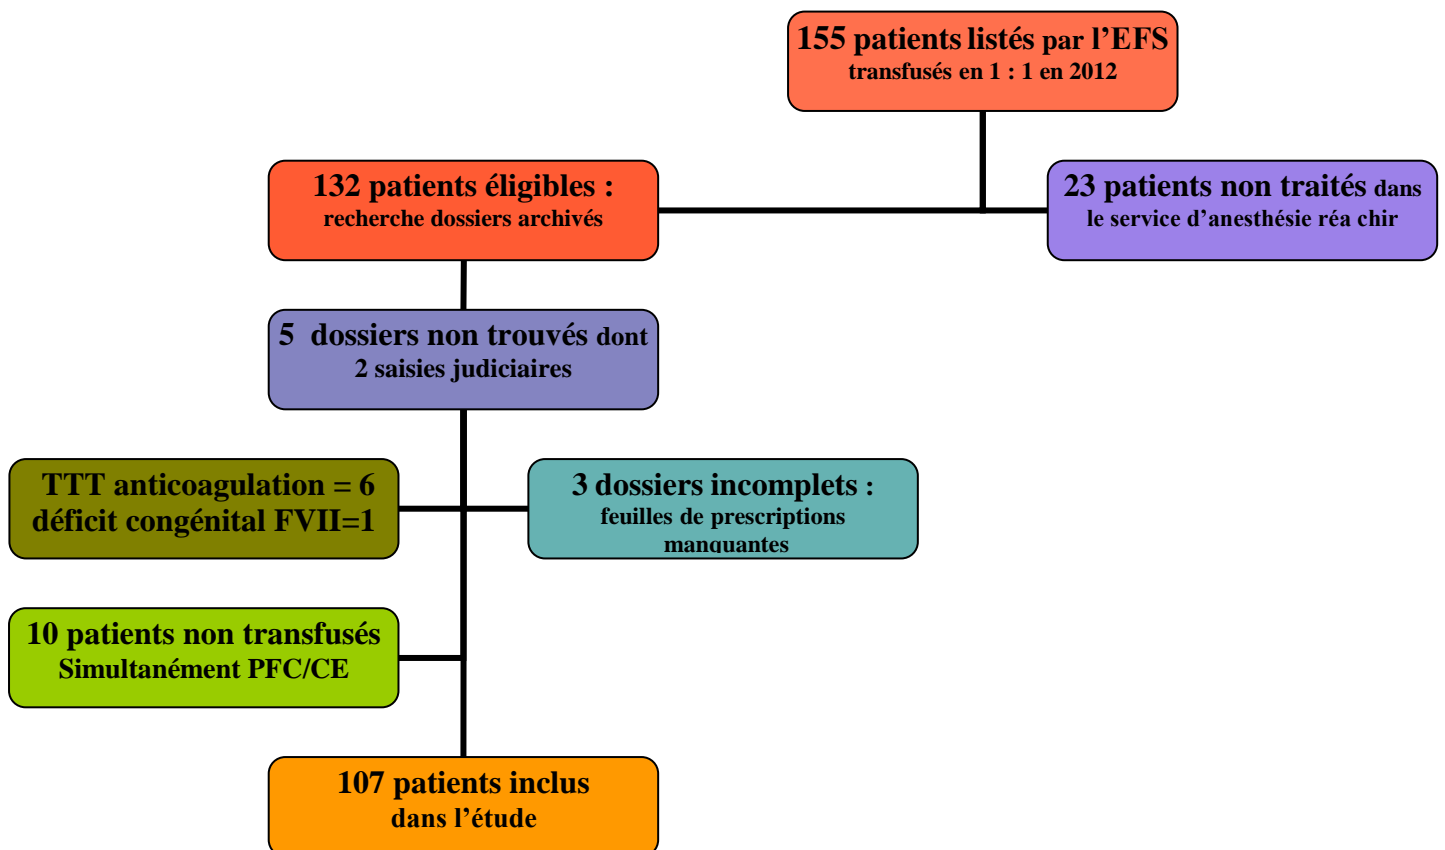 155 patients listés par l’EFS
transfusés en 1 : 1 en 2012
132 patients éligibles :
recherche dossiers archivés
23 patients non traités dans
le service d’anesthésie réa chir
5 dossiers non trouvés dont
2 saisies judiciaires
TTT anticoagulation = 6
déficit congénital FVII=1
3 dossiers incomplets :
feuilles de prescriptions
manquantes
10 patients non transfusés
Simultanément PFC/CE
107 patients inclus
dans l’étude